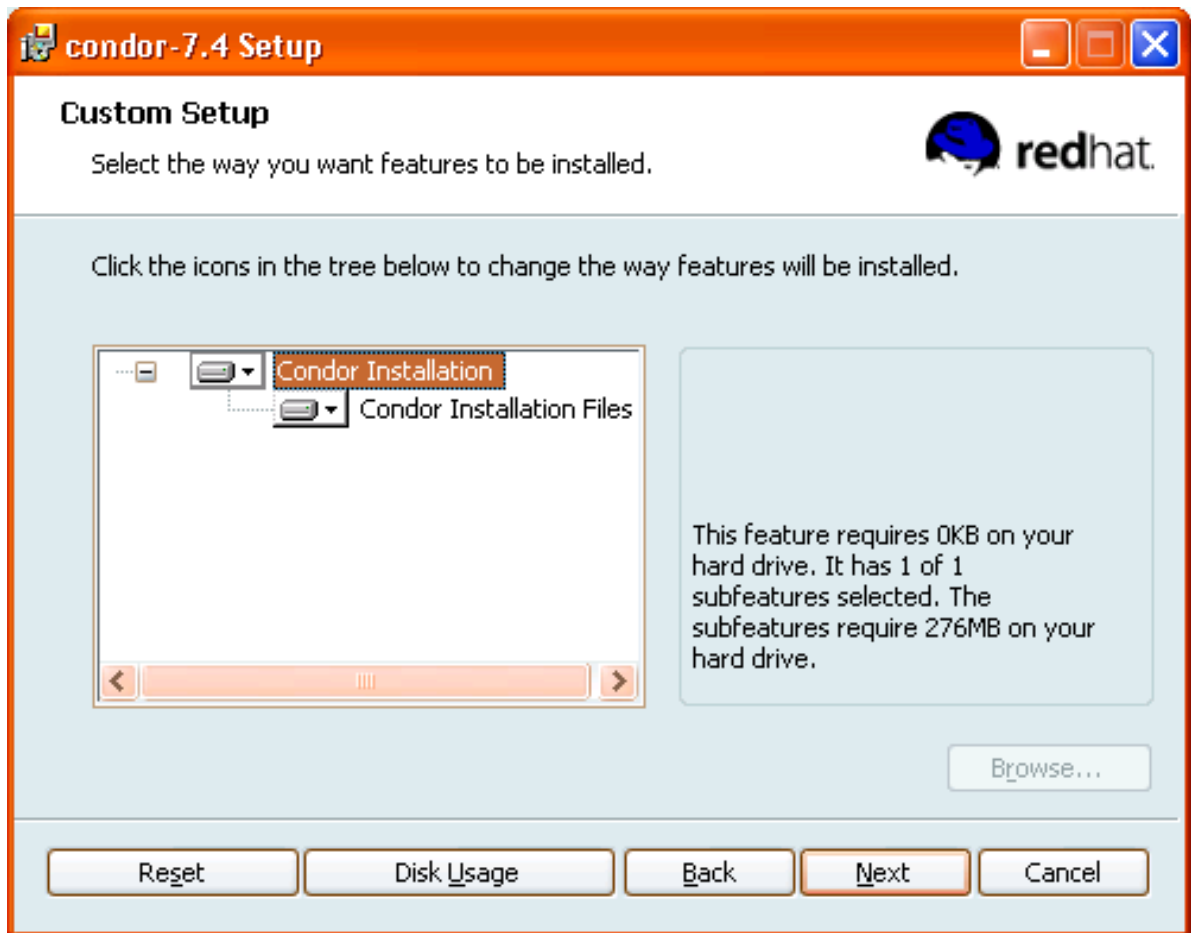 condor-7.4 Setup
Custom Setup
Select the way you want features to be installed.
redhat.
Click the icons in the tree below to change the way features will be installed.
Condor Installation
Condor Installation Files
This feature requires 0KB on your
hard drive. It has 1 of 1
subfeatures selected. The
subfeatures require 276MB on your
hard drive.
Browse...
Reset
Disk Usage
Back
Next
Cancel